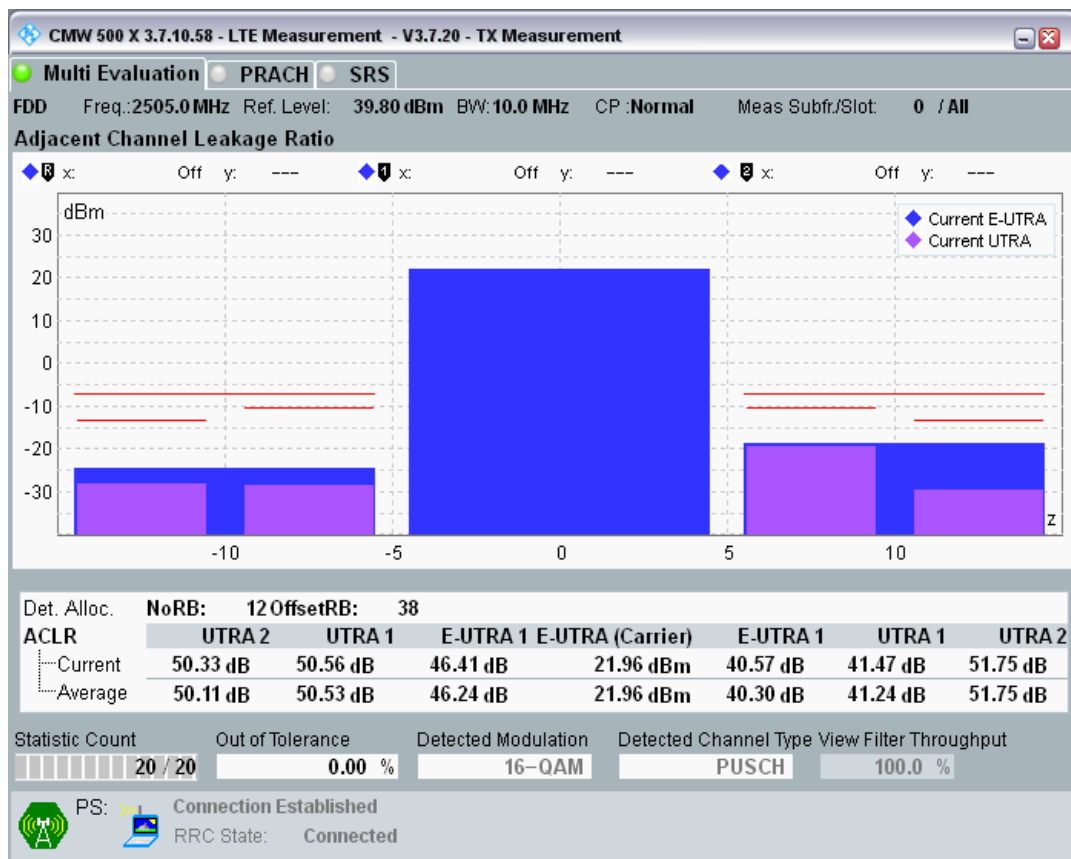 CMW 500 X 3.7.10.58 - LTE Measurement - V3.7.20 - TX Measurement
Multi Evaluation PRACH SRS
FDD Freq.:2505.0 MHz Ref. Level: 39.80 dBm BW:10.0 MHz CP :Normal Meas Subfr./Slot: 0 / All
Adjacent Channel Leakage Ratio
R x: Off y: --- 1 x: Off y: --- 2 x: Off y: ---
dBm
Current E-UTRA
Current UTRA
30
20
10
0
-10
-20
-30
z
-10 -5 0 5 10
Det. Alloc. NoRB: 12 OffsetRB: 38
ACLR UTRA 2 UTRA 1 E-UTRA 1 E-UTRA (Carrier) E-UTRA 1 UTRA 1 UTRA 2
Current 50.33 dB 50.56 dB 46.41 dB 21.96 dBm 40.57 dB 41.47 dB 51.75 dB
Average 50.11 dB 50.53 dB 46.24 dB 21.96 dBm 40.30 dB 41.24 dB 51.75 dB
Statistic Count Out of Tolerance Detected Modulation Detected Channel Type View Filter Throughput
20 / 20 0.00 % 16-QAM PUSCH 100.0 %
PS: Connection Established
RRC State: Connected